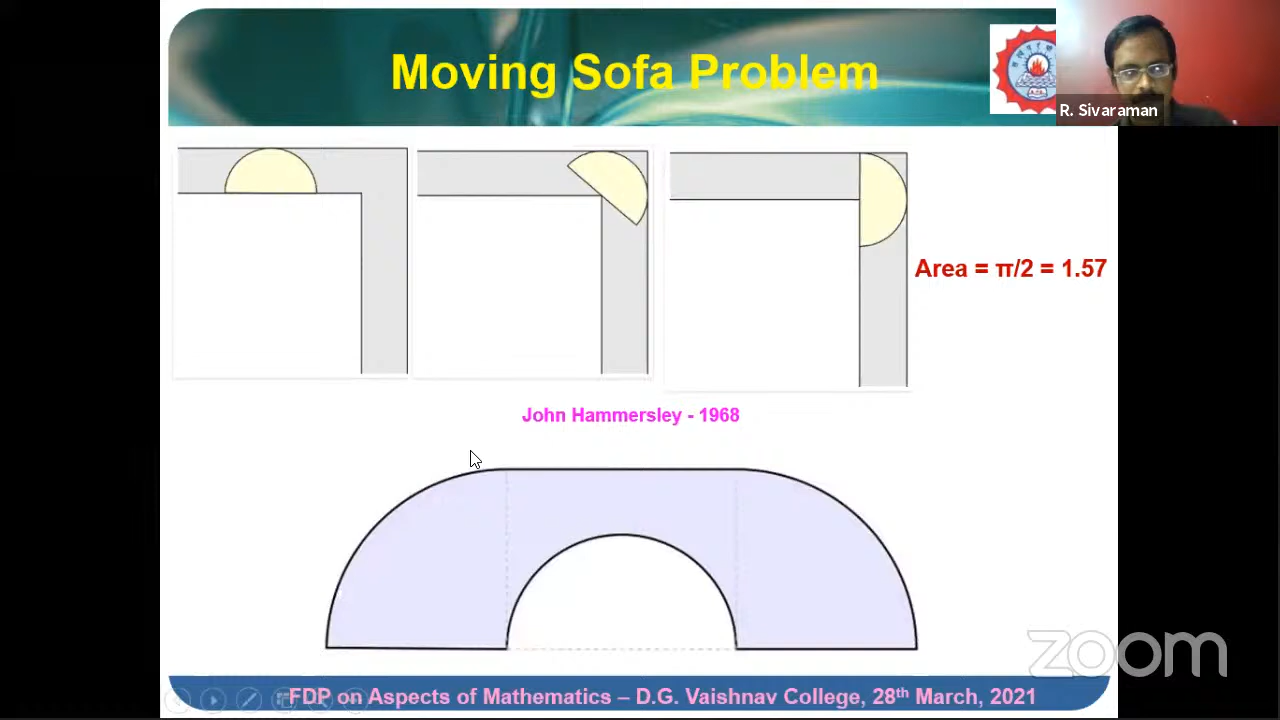 Moving Sofa Problem
R. Sivaraman
Area = π/2 = 1.57
John Hammersley - 1968
zoom
FDP on Aspects of Mathematics – D.G. Vaishnav College, 28th March, 2021